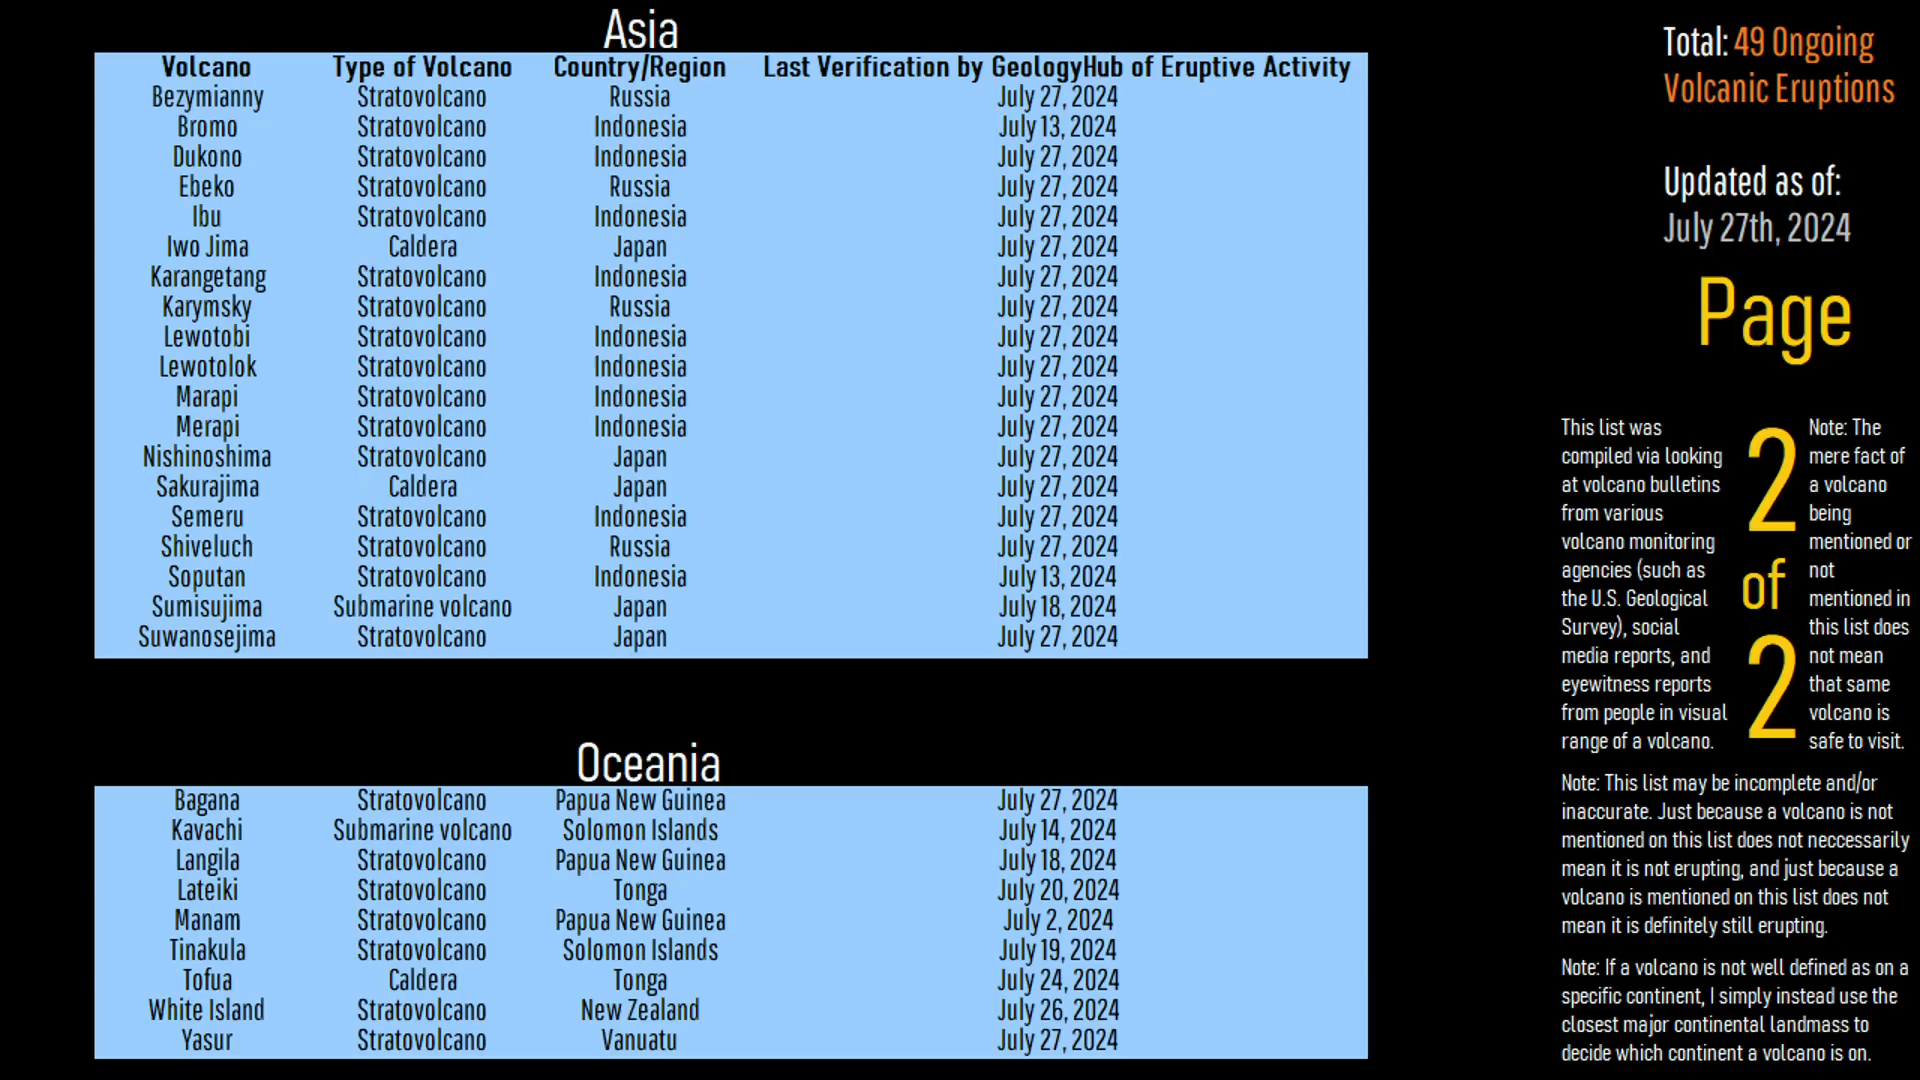 Asia
Volcano Type of Volcano Country/Region Last Verification by GeologyHub of Eruptive Activity
Bezymianny Stratovolcano Russia July 27, 2024
Bromo Stratovolcano Indonesia July 13, 2024
Dukono Stratovolcano Indonesia July 27, 2024
Ebeko Stratovolcano Russia July 27, 2024
Ibu Stratovolcano Indonesia July 27, 2024
Iwo Jima Caldera Japan July 27, 2024
Karangetang Stratovolcano Indonesia July 27, 2024
Karymsky Stratovolcano Russia July 27, 2024
Lewotobi Stratovolcano Indonesia July 27, 2024
Lewotolok Stratovolcano Indonesia July 27, 2024
Marapi Stratovolcano Indonesia July 27, 2024
Merapi Stratovolcano Indonesia July 27, 2024
Nishinoshima Stratovolcano Japan July 27, 2024
Sakurajima Caldera Japan July 27, 2024
Semeru Stratovolcano Indonesia July 27, 2024
Shiveluch Stratovolcano Russia July 27, 2024
Soputan Stratovolcano Indonesia July 13, 2024
Sumisujima Submarine volcano Japan July 18, 2024
Suwanosejima Stratovolcano Japan July 27, 2024
Oceania
Bagana Stratovolcano Papua New Guinea July 27, 2024
Kavachi Submarine volcano Solomon Islands July 14, 2024
Langila Stratovolcano Papua New Guinea July 18, 2024
Lateiki Stratovolcano Tonga July 20, 2024
Manam Stratovolcano Papua New Guinea July 2, 2024
Tinakula Stratovolcano Solomon Islands July 19, 2024
Tofua Caldera Tonga July 24, 2024
White Island Stratovolcano New Zealand July 26, 2024
Yasur Stratovolcano Vanuatu July 27, 2024
Total: 49 Ongoing
Volcanic Eruptions
Updated as of:
July 27th, 2024
Page
2
of
2
This list was
compiled via looking
at volcano bulletins
from various
volcano monitoring
agencies (such as
the U.S. Geological
Survey), social
media reports, and
eyewitness reports
from people in visual
range of a volcano.
Note: The
mere fact of
a volcano
being
mentioned or
not
mentioned in
this list does
not mean
that same
volcano is
safe to visit.
Note: This list may be incomplete and/or
inaccurate. Just because a volcano is not
mentioned on this list does not neccessarily
mean it is not erupting, and just because a
volcano is mentioned on this list does not
mean it is definitely still erupting.
Note: If a volcano is not well defined as on a
specific continent, I simply instead use the
closest major continental landmass to
decide which continent a volcano is on.